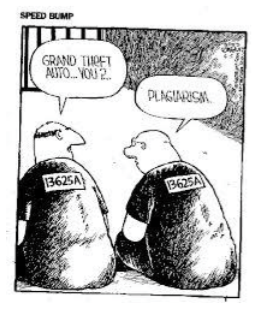 SPEED BUMP
GRAND THEFT
AUTO... YOU?..
PLAGIARISM.
13625A
13625A